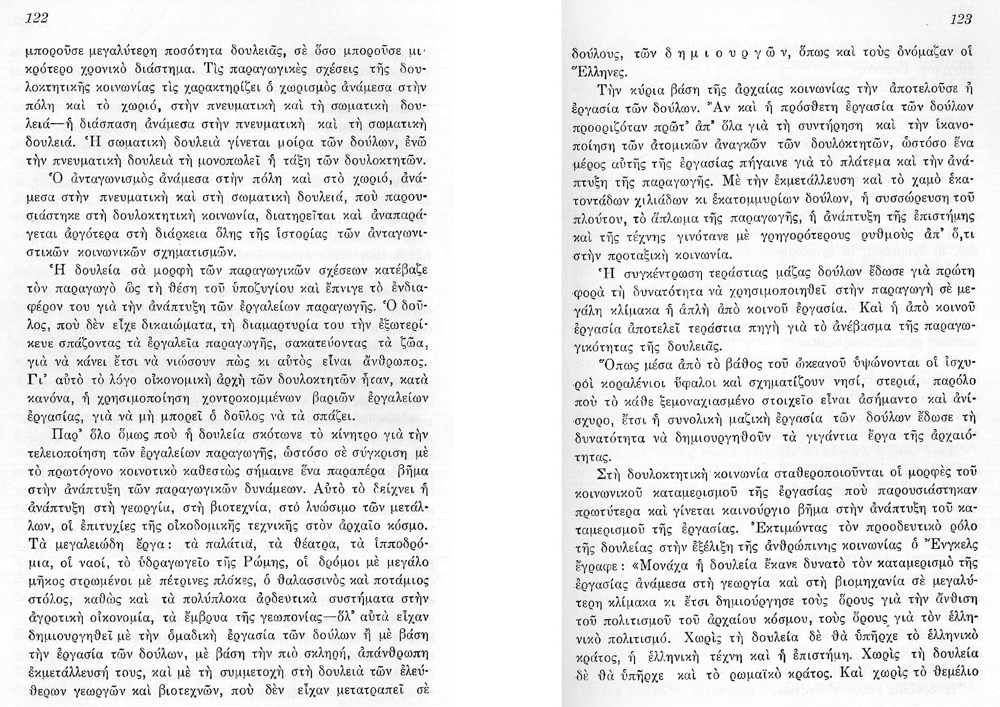 122
μποροῦσε μεγαλύτερη ποσότητα δουλειᾶς, σὲ ὅσο μποροῦσε μι-
κρότερο χρονικὸ διάστημα. Τὶς παραγωγικὲς σχέσεις τῆς δου-
λοκτητικῆς κοινωνίας τὶς χαρακτηρίζει ὁ χωρισμὸς ἀνάμεσα στὴν
πόλη καὶ τὸ χωριό, στὴν πνευματικὴ καὶ τὴ σωματικὴ δου-
λειά—ἡ διάσπαση ἀνάμεσα στὴν πνευματικὴ καὶ τὴ σωματικὴ
δουλειά. Ἡ σωματικὴ δουλειὰ γίνεται μοίρα τῶν δούλων, ἐνῶ
τὴν πνευματικὴ δουλειὰ τὴ μονοπωλεῖ ἡ τάξη τῶν δουλοκτητῶν.
Ὁ ἀνταγωνισμὸς ἀνάμεσα στὴν πόλη καὶ στὸ χωριό, ἀνά-
μεσα στὴν πνευματικὴ καὶ στὴ σωματικὴ δουλειά, ποὺ παρου-
σιάστηκε στὴ δουλοκτητικὴ κοινωνία, διατηρεῖται καὶ ἀναπαρά-
γεται ἀργότερα στὴ διάρκεια ὅλης τῆς ἱστορίας τῶν ἀνταγωνι-
στικῶν κοινωνικῶν σχηματισμῶν.
Ἡ δουλεία σὰ μορφὴ τῶν παραγωγικῶν σχέσεων κατέβαζε
τὸν παραγωγὸ ὣς τὴ θέση τοῦ ὑποζυγίου καὶ ἔπνιγε τὸ ἐνδια-
φέρον του γιὰ τὴν ἀνάπτυξη τῶν ἐργαλείων παραγωγῆς. Ὁ δοῦ-
λος, ποὺ δὲν εἶχε δικαιώματα, τὴ διαμαρτυρία του τὴν ἐξωτερί-
κευε σπάζοντας τὰ ἐργαλεῖα παραγωγῆς, σακατεύοντας τὰ ζῶα,
γιὰ νὰ κάνει ἔτσι νὰ νιώσουν πὼς κι αὐτὸς εἶναι ἄνθρωπος.
Γι’ αὐτὸ τὸ λόγο οἰκονομικὴ ἀρχὴ τῶν δουλοκτητῶν ἦταν, κατὰ
κανόνα, ἡ χρησιμοποίηση χοντροκομμένων βαριῶν ἐργαλείων
ἐργασίας, γιὰ νὰ μὴ μπορεῖ ὁ δοῦλος νὰ τὰ σπάζει.
Παρ’ ὅλο ὅμως ποὺ ἡ δουλεία σκότωνε τὸ κίνητρο γιὰ τὴν
τελειοποίηση τῶν ἐργαλείων παραγωγῆς, ὡστόσο σὲ σύγκριση μὲ
τὸ πρωτόγονο κοινοτικὸ καθεστὼς σήμαινε ἕνα παραπέρα βῆμα
στὴν ἀνάπτυξη τῶν παραγωγικῶν δυνάμεων. Αὐτὸ τὸ δείχνει ἡ
ἀνάπτυξη στὴ γεωργία, στὴ βιοτεχνία, στὸ λυώσιμο τῶν μετάλ-
λων, οἱ ἐπιτυχίες τῆς οἰκοδομικῆς τεχνικῆς στὸν ἀρχαῖο κόσμο.
Τὰ μεγαλειώδη ἔργα: τὰ παλάτια, τὰ θέατρα, τὰ ἱπποδρό-
μια, οἱ ναοί, τὸ ὑδραγωγεῖο τῆς Ρώμης, οἱ δρόμοι μὲ μεγάλο
μῆκος στρωμένοι μὲ πέτρινες πλάκες, ὁ θαλασσινὸς καὶ ποτάμιος
στόλος, καθὼς καὶ τὰ πολύπλοκα ἀρδευτικὰ συστήματα στὴν
ἀγροτικὴ οἰκονομία, τὰ ἔμβρυα τῆς γεωπονίας—ὅλ’ αὐτὰ εἶχαν
δημιουργηθεῖ μὲ τὴν ὁμαδικὴ ἐργασία τῶν δούλων ἢ μὲ βάση
τὴν ἐργασία τῶν δούλων, μὲ βάση τὴν πιὸ σκληρή, ἀπάνθρωπη
ἐκμετάλλευσή τους, καὶ μὲ τὴ συμμετοχὴ στὴ δουλειὰ τῶν ἐλεύ-
θερων γεωργῶν καὶ βιοτεχνῶν, ποὺ δὲν εἶχαν μετατραπεῖ σὲ
123
δούλους, τῶν δ η μ ι ο υ ρ γ ῶ ν, ὅπως καὶ τοὺς ὀνόμαζαν οἱ
Ἕλληνες.
Τὴν κύρια βάση τῆς ἀρχαίας κοινωνίας τὴν ἀποτελοῦσε ἡ
ἐργασία τῶν δούλων. Ἂν καὶ ἡ πρόσθετη ἐργασία τῶν δούλων
προοριζόταν πρῶτ’ ἀπ’ ὅλα γιὰ τὴ συντήρηση καὶ τὴν ἱκανο-
ποίηση τῶν ἀτομικῶν ἀναγκῶν τῶν δουλοκτητῶν, ὡστόσο ἕνα
μέρος αὐτῆς τῆς ἐργασίας πήγαινε γιὰ τὸ πλάτεμα καὶ τὴν ἀνά-
πτυξη τῆς παραγωγῆς. Μὲ τὴν ἐκμετάλλευση καὶ τὸ χαμὸ ἑκα-
τοντάδων χιλιάδων κι ἑκατομμυρίων δούλων, ἡ συσσώρευση τοῦ
πλούτου, τὸ ἅπλωμα τῆς παραγωγῆς, ἡ ἀνάπτυξη τῆς ἐπιστήμης
καὶ τῆς τέχνης γινότανε μὲ γρηγορότερους ρυθμοὺς ἀπ’ ὅ,τι
στὴν προταξικὴ κοινωνία.
Ἡ συγκέντρωση τεράστιας μάζας δούλων ἔδωσε γιὰ πρώτη
φορὰ τὴ δυνατότητα νὰ χρησιμοποιηθεῖ στὴν παραγωγὴ σὲ με-
γάλη κλίμακα ἡ ἁπλὴ ἀπὸ κοινοῦ ἐργασία. Καὶ ἡ ἀπὸ κοινοῦ
ἐργασία ἀποτελεῖ τεράστια πηγὴ γιὰ τὸ ἀνέβασμα τῆς παραγω-
γικότητας τῆς δουλειᾶς.
Ὅπως μέσα ἀπὸ τὸ βάθος τοῦ ὠκεανοῦ ὑψώνονται οἱ ἰσχυ-
ροὶ κοραλένιοι ὕφαλοι καὶ σχηματίζουν νησί, στεριά, παρόλο
ποὺ τὸ κάθε ξεμοναχιασμένο στοιχεῖο εἶναι ἀσήμαντο καὶ ἀνί-
σχυρο, ἔτσι ἡ συνολικὴ μαζικὴ ἐργασία τῶν δούλων ἔδωσε τὴ
δυνατότητα νὰ δημιουργηθοῦν τὰ γιγάντια ἔργα τῆς ἀρχαιό-
τητας.
Στὴ δουλοκτητικὴ κοινωνία σταθεροποιοῦνται οἱ μορφὲς τοῦ
κοινωνικοῦ καταμερισμοῦ τῆς ἐργασίας ποὺ παρουσιάστηκαν
πρωτύτερα καὶ γίνεται καινούργιο βῆμα στὴν ἀνάπτυξη τοῦ κα-
ταμερισμοῦ τῆς ἐργασίας. Ἐκτιμώντας τὸν προοδευτικὸ ρόλο
τῆς δουλείας στὴν ἐξέλιξη τῆς ἀνθρώπινης κοινωνίας ὁ Ἔνγκελς
ἔγραφε: «Μονάχα ἡ δουλεία ἔκανε δυνατὸ τὸν καταμερισμὸ τῆς
ἐργασίας ἀνάμεσα στὴ γεωργία καὶ στὴ βιομηχανία σὲ μεγαλύ-
τερη κλίμακα κι ἔτσι δημιούργησε τοὺς ὅρους γιὰ τὴν ἄνθιση
τοῦ πολιτισμοῦ τοῦ ἀρχαίου κόσμου, τοὺς ὅρους γιὰ τὸν ἑλλη-
νικὸ πολιτισμό. Χωρὶς τὴ δουλεία δὲ θὰ ὑπῆρχε τὸ ἑλληνικὸ
κράτος, ἡ ἑλληνικὴ τέχνη καὶ ἡ ἐπιστήμη. Χωρὶς τὴ δουλεία
δὲ θὰ ὑπῆρχε καὶ τὸ ρωμαϊκὸ κράτος. Καὶ χωρὶς τὸ θεμέλιο